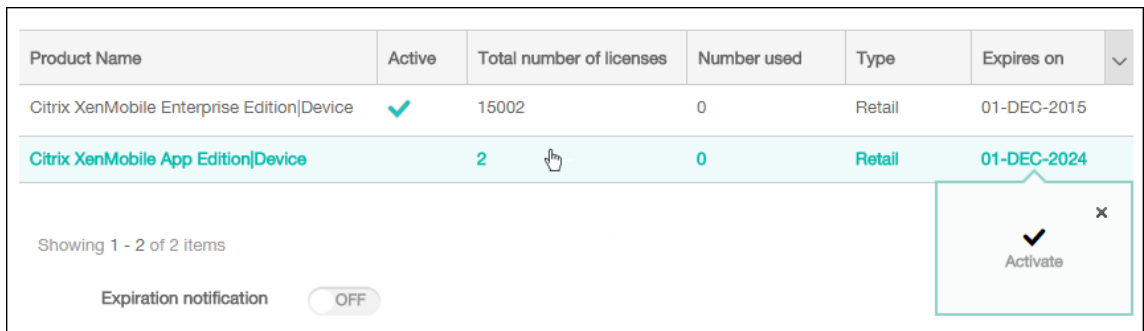 Product Name Active Total number of licenses Number used Type Expires on
Citrix XenMobile Enterprise Edition|Device 15002 0 Retail 01-DEC-2015
Citrix XenMobile App Edition|Device 2 0 Retail 01-DEC-2024
Showing 1 - 2 of 2 items
Activate
Expiration notification OFF